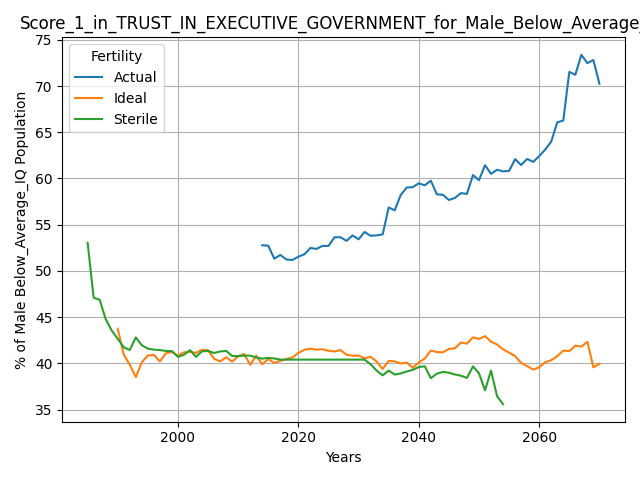 Score_1_in_TRUST_IN_EXECUTIVE_GOVERNMENT_for_Male_Below_Average_
75
70
65
60
55
50
45
40
35
% of Male Below_Average_IQ Population
Fertility
Actual
Ideal
Sterile
2000
2020
2040
2060
Years